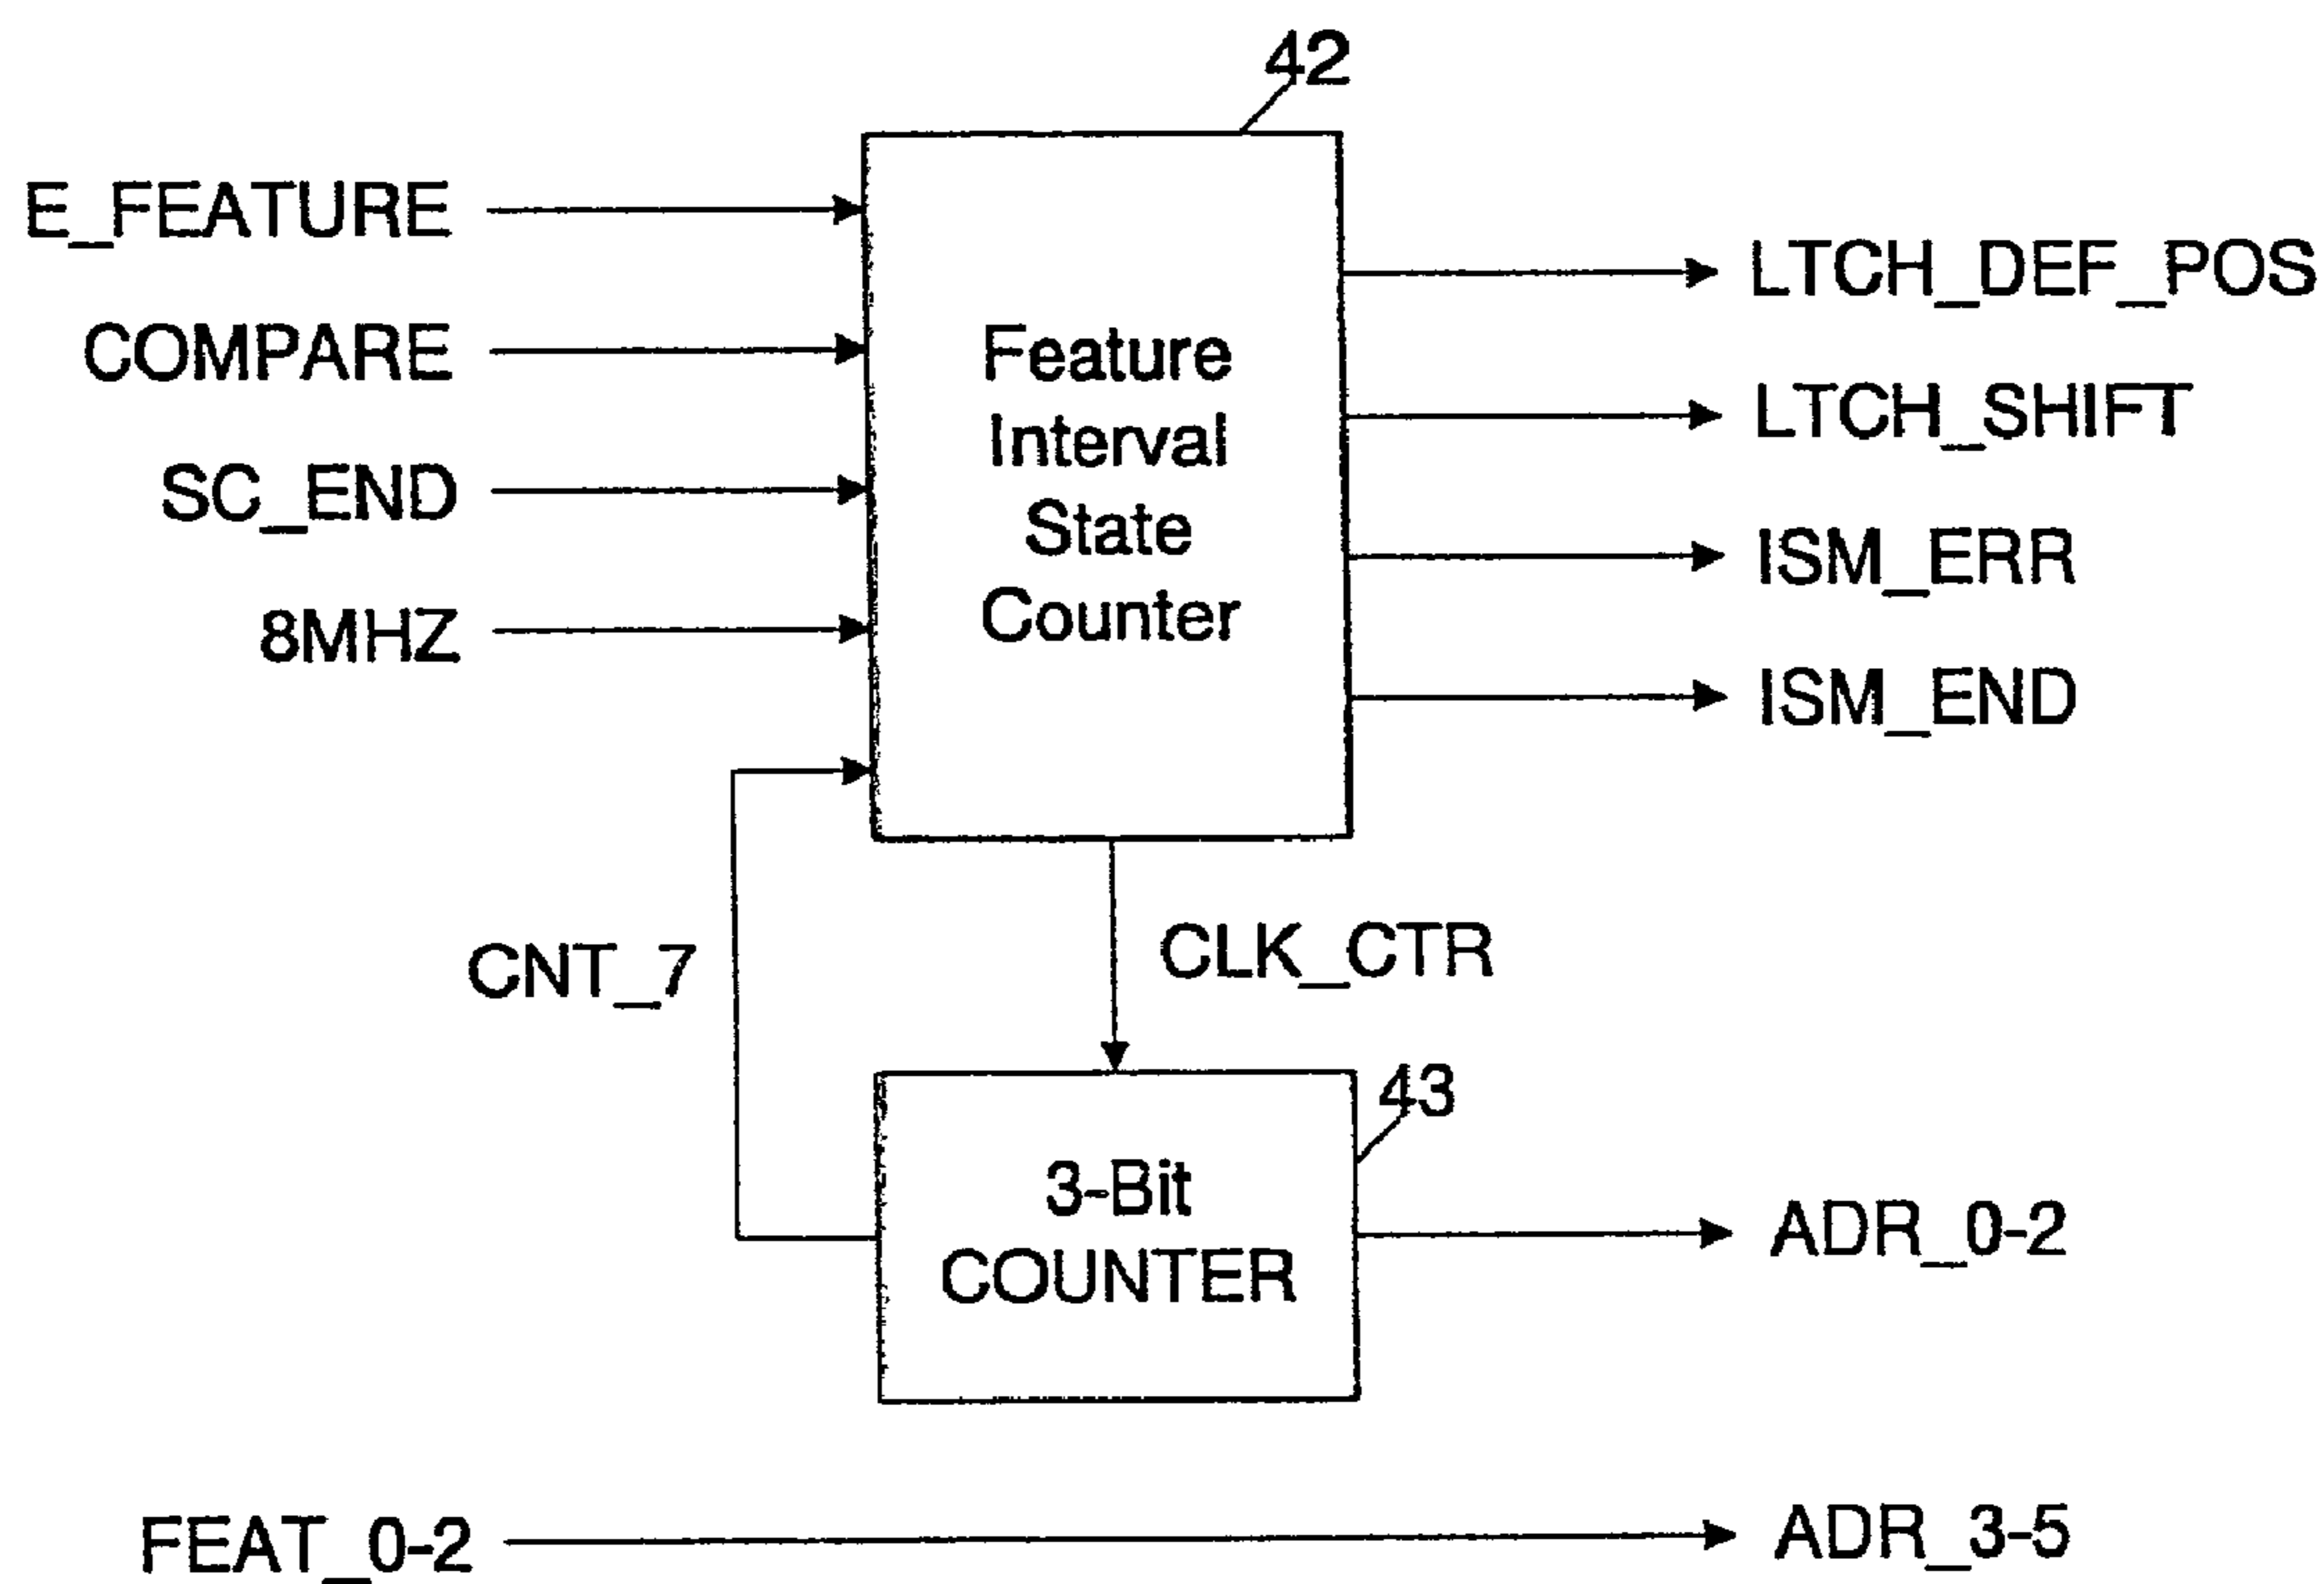 42
E_FEATURE
COMPARE
SC_END
8MHZ
Feature
Interval
State
Counter
LTCH_DEF_POS
LTCH_SHIFT
ISM_ERR
ISM_END
CNT_7
CLK_CTR
43
3-Bit
COUNTER
ADR_0-2
FEAT_0-2
ADR_3-5